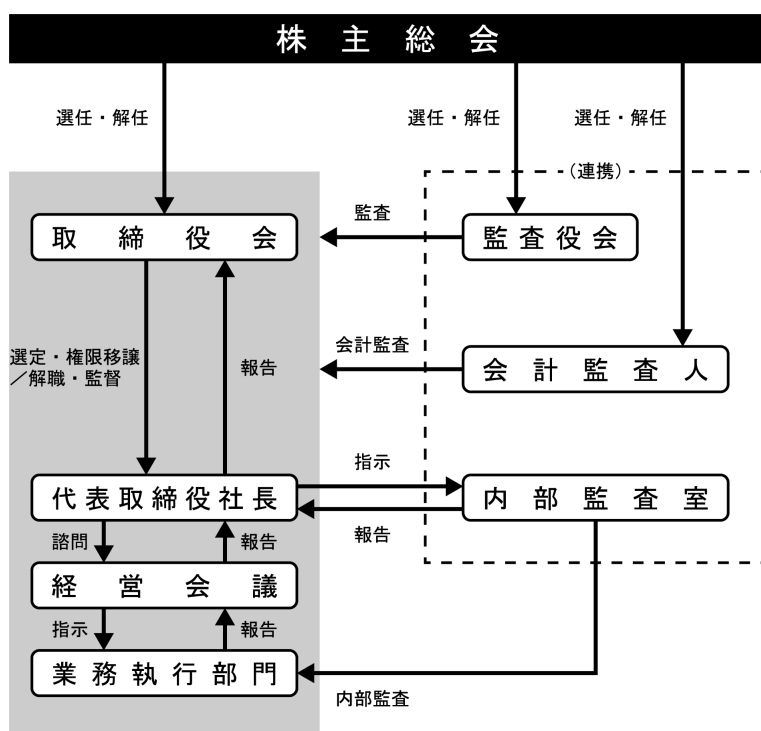 株主総会
選任・解任
選任・解任
選任・解任
(連携)
取締役会
監査
監査役会
選定・権限移譲
／解職・監督
報告
会計監査
会計監査人
代表取締役社長
指示
報告
内部監査室
諮問
報告
経営会議
指示
報告
業務執行部門
内部監査